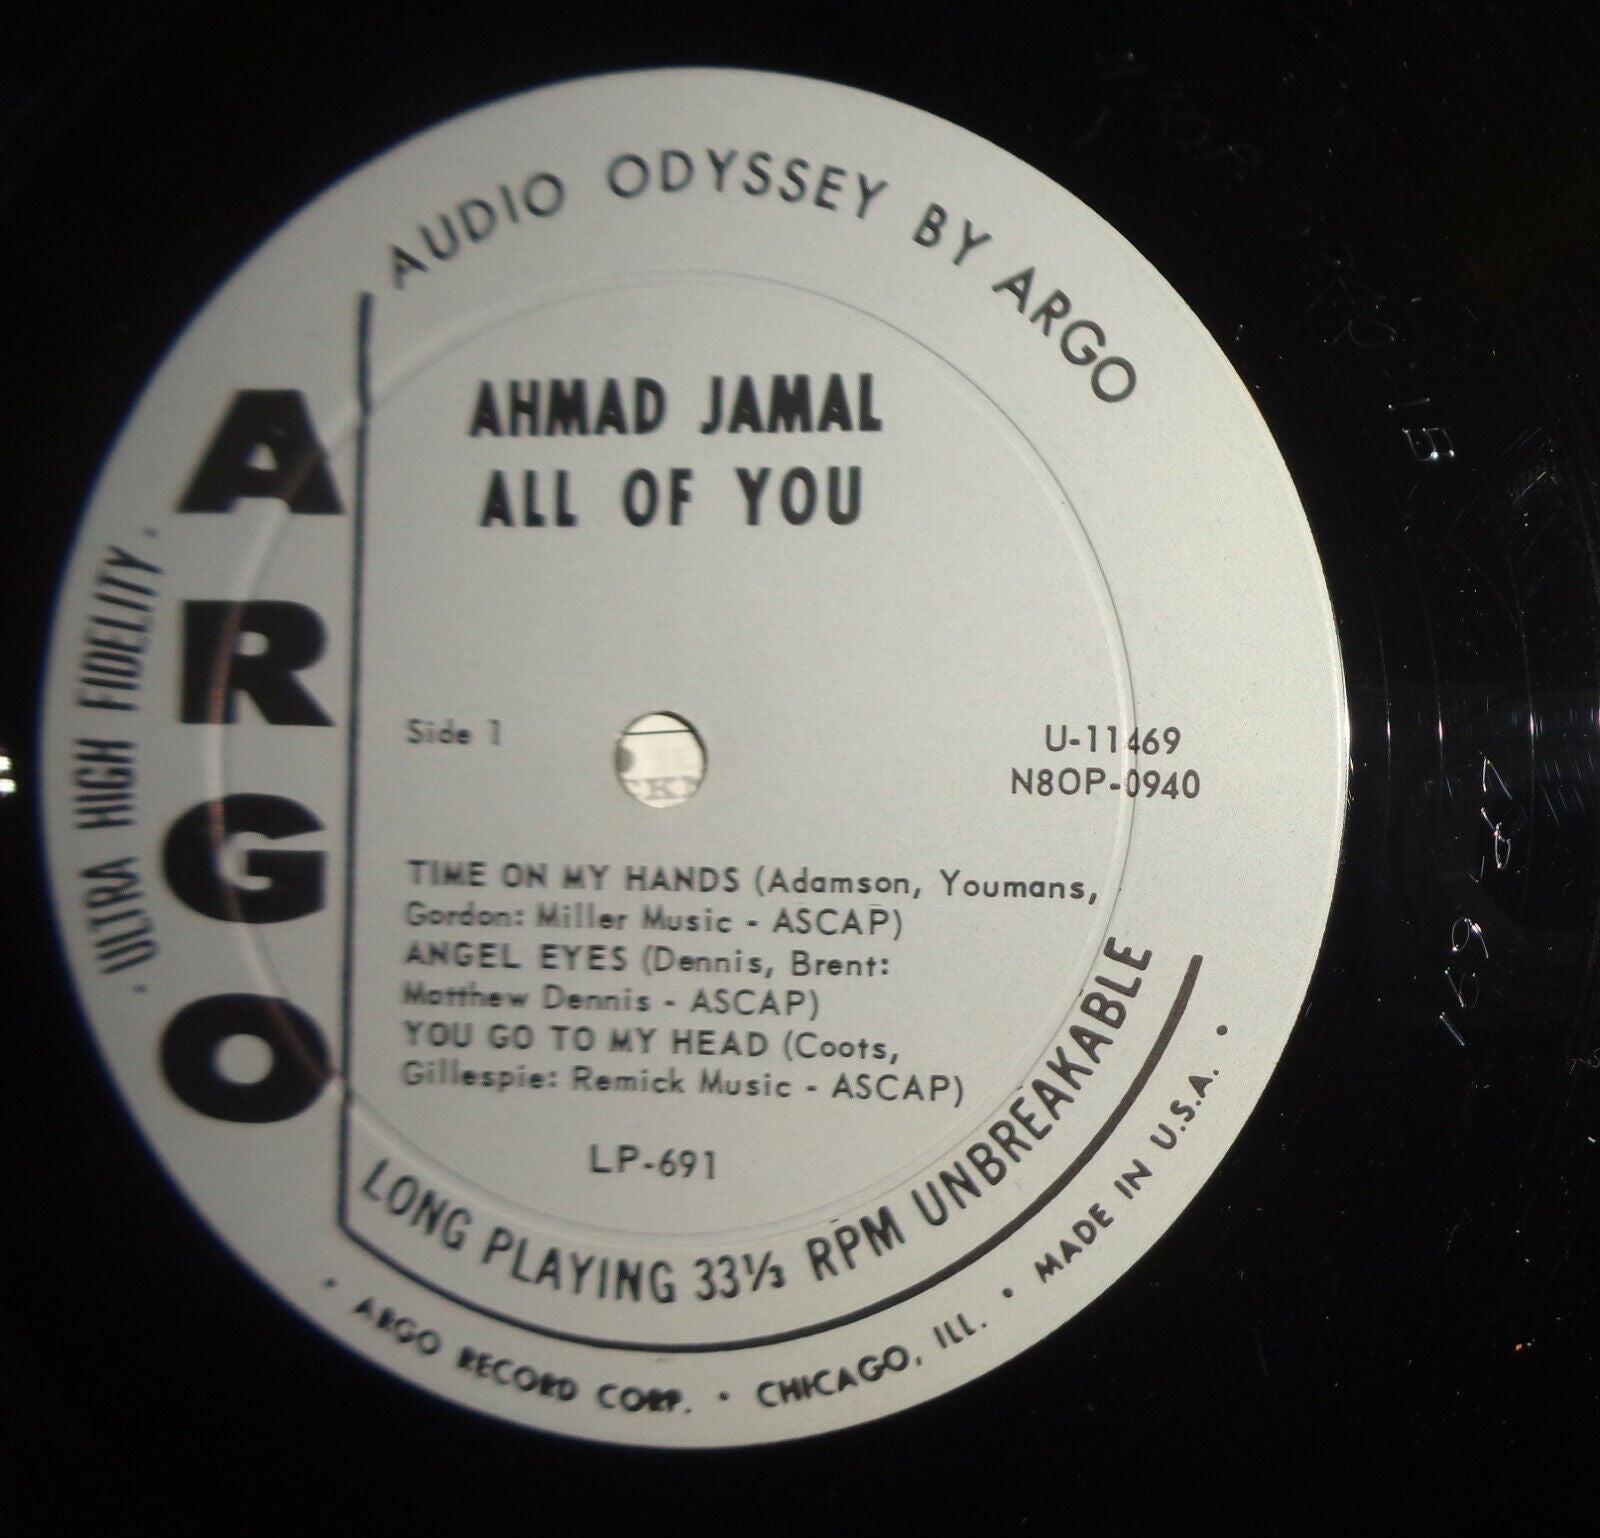 AUDIO ODYSSEY BY ARGO
ARGO
· ULTRA HIGH FIDELITY ·
AHMAD JAMAL
ALL OF YOU
Side 1
U-11469
N8OP-0940
TIME ON MY HANDS (Adamson, Youmans,
Gordon: Miller Music - ASCAP)
ANGEL EYES (Dennis, Brent:
Matthew Dennis - ASCAP)
YOU GO TO MY HEAD (Coots,
Gillespie: Remick Music - ASCAP)
LP-691
LONG PLAYING 33⅓ RPM UNBREAKABLE
· ARGO RECORD CORP. · CHICAGO, ILL. · MADE IN U.S.A. ·